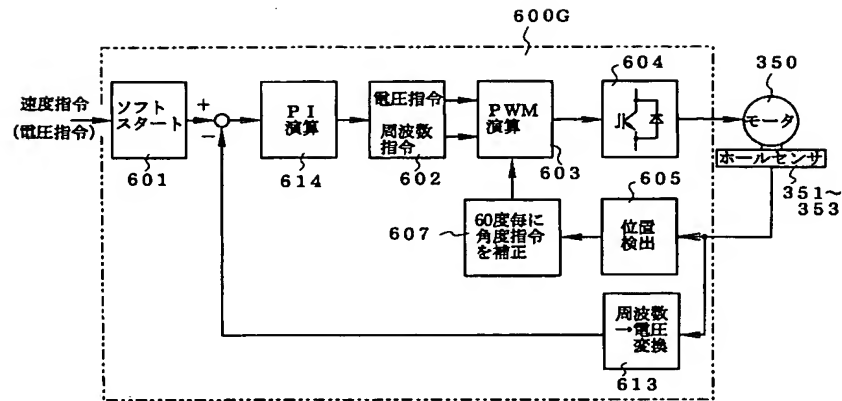 600G
速度指令
(電圧指令)
ソフト
スタート
601
+
−
PI
演算
614
電圧指令
周波数
指令
602
PWM
演算
603
604
350
モータ
ホールセンサ
351～
353
605
位置
検出
607
60度毎に
角度指令
を補正
周波数
→電圧
変換
613